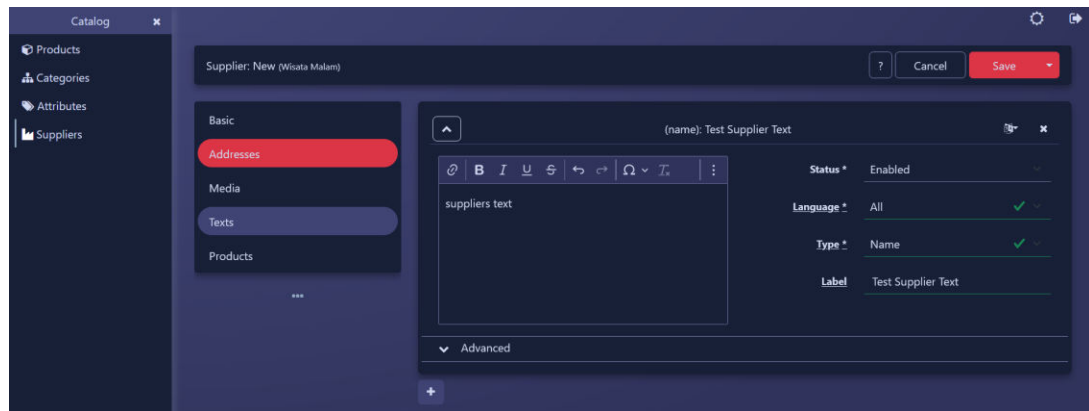 Catalog
Products
Categories
Attributes
Suppliers
Supplier: New (Wisata Malam)
? Cancel Save
Basic
Addresses
Media
Texts
Products
(name): Test Supplier Text
B I U S Ω
suppliers text
Status * Enabled
Language * All
Type * Name
Label Test Supplier Text
Advanced